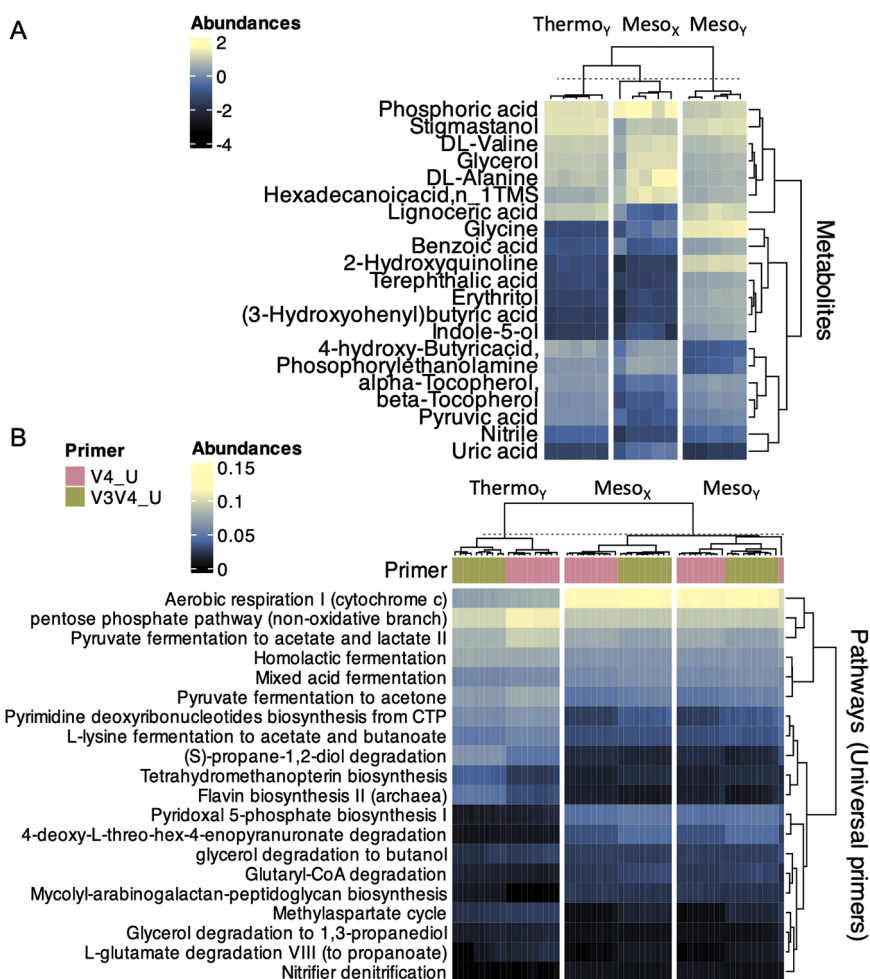 A
Abundances
2
0
-2
-4
ThermoY MesoX MesoY
Phosphoric acid
Stigmastanol
DL-Valine
Glycerol
DL-Alanine
Hexadecanoicacid,n_1TMS
Lignoceric acid
Glycine
Benzoic acid
2-Hydroxyquinoline
Terephthalic acid
Erythritol
(3-Hydroxyohenyl)butyric acid
Indole-5-ol
4-hydroxy-Butyricacid,
Phosophorylethanolamine
alpha-Tocopherol,
beta-Tocopherol
Pyruvic acid
Nitrile
Uric acid
Metabolites
B
Primer
V4_U
V3V4_U
Abundances
0.15
0.1
0.05
0
ThermoY MesoX MesoY
Primer
Aerobic respiration I (cytochrome c)
pentose phosphate pathway (non-oxidative branch)
Pyruvate fermentation to acetate and lactate II
Homolactic fermentation
Mixed acid fermentation
Pyruvate fermentation to acetone
Pyrimidine deoxyribonucleotides biosynthesis from CTP
L-lysine fermentation to acetate and butanoate
(S)-propane-1,2-diol degradation
Tetrahydromethanopterin biosynthesis
Flavin biosynthesis II (archaea)
Pyridoxal 5-phosphate biosynthesis I
4-deoxy-L-threo-hex-4-enopyranuronate degradation
glycerol degradation to butanol
Glutaryl-CoA degradation
Mycolyl-arabinogalactan-peptidoglycan biosynthesis
Methylaspartate cycle
Glycerol degradation to 1,3-propanediol
L-glutamate degradation VIII (to propanoate)
Nitrifier denitrification
Pathways (Universal primers)